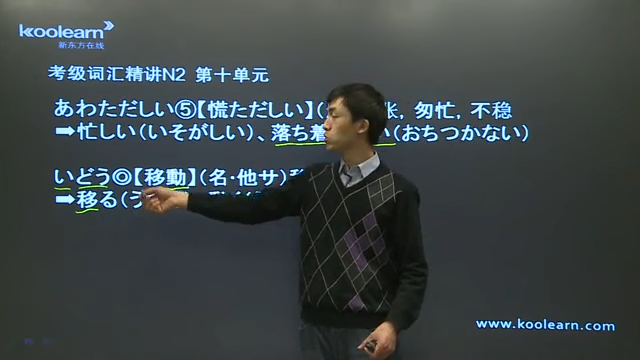 koolearn
新东方在线
考级词汇精讲N2 第十单元
あわただしい⑤【慌ただしい】( 张，匆忙，不稳
➡忙しい(いそがしい)、落ち着 い(おちつかない)
いどう◎【移動】(名・他サ)
➡移る(う
www.koolearn.com